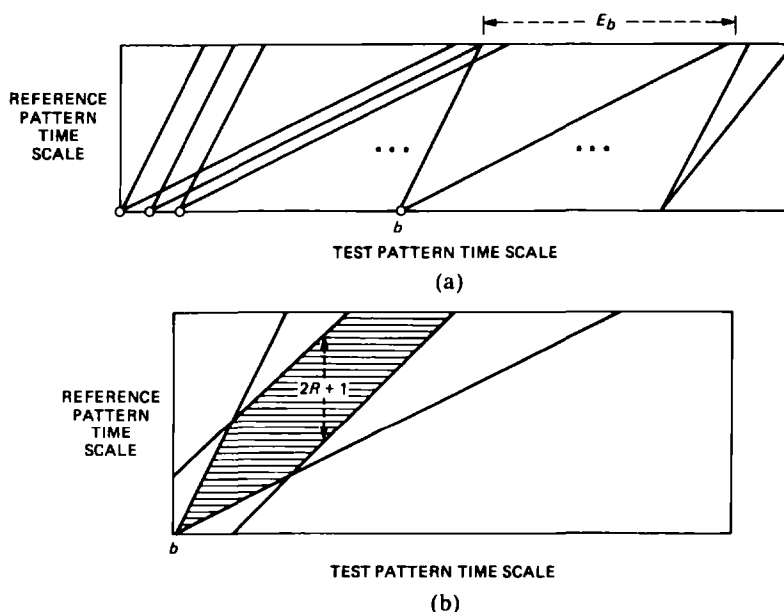 E_b
REFERENCE
PATTERN
TIME
SCALE
... ...
b
TEST PATTERN TIME SCALE
(a)
REFERENCE
PATTERN
TIME
SCALE
2R + 1
b
TEST PATTERN TIME SCALE
(b)